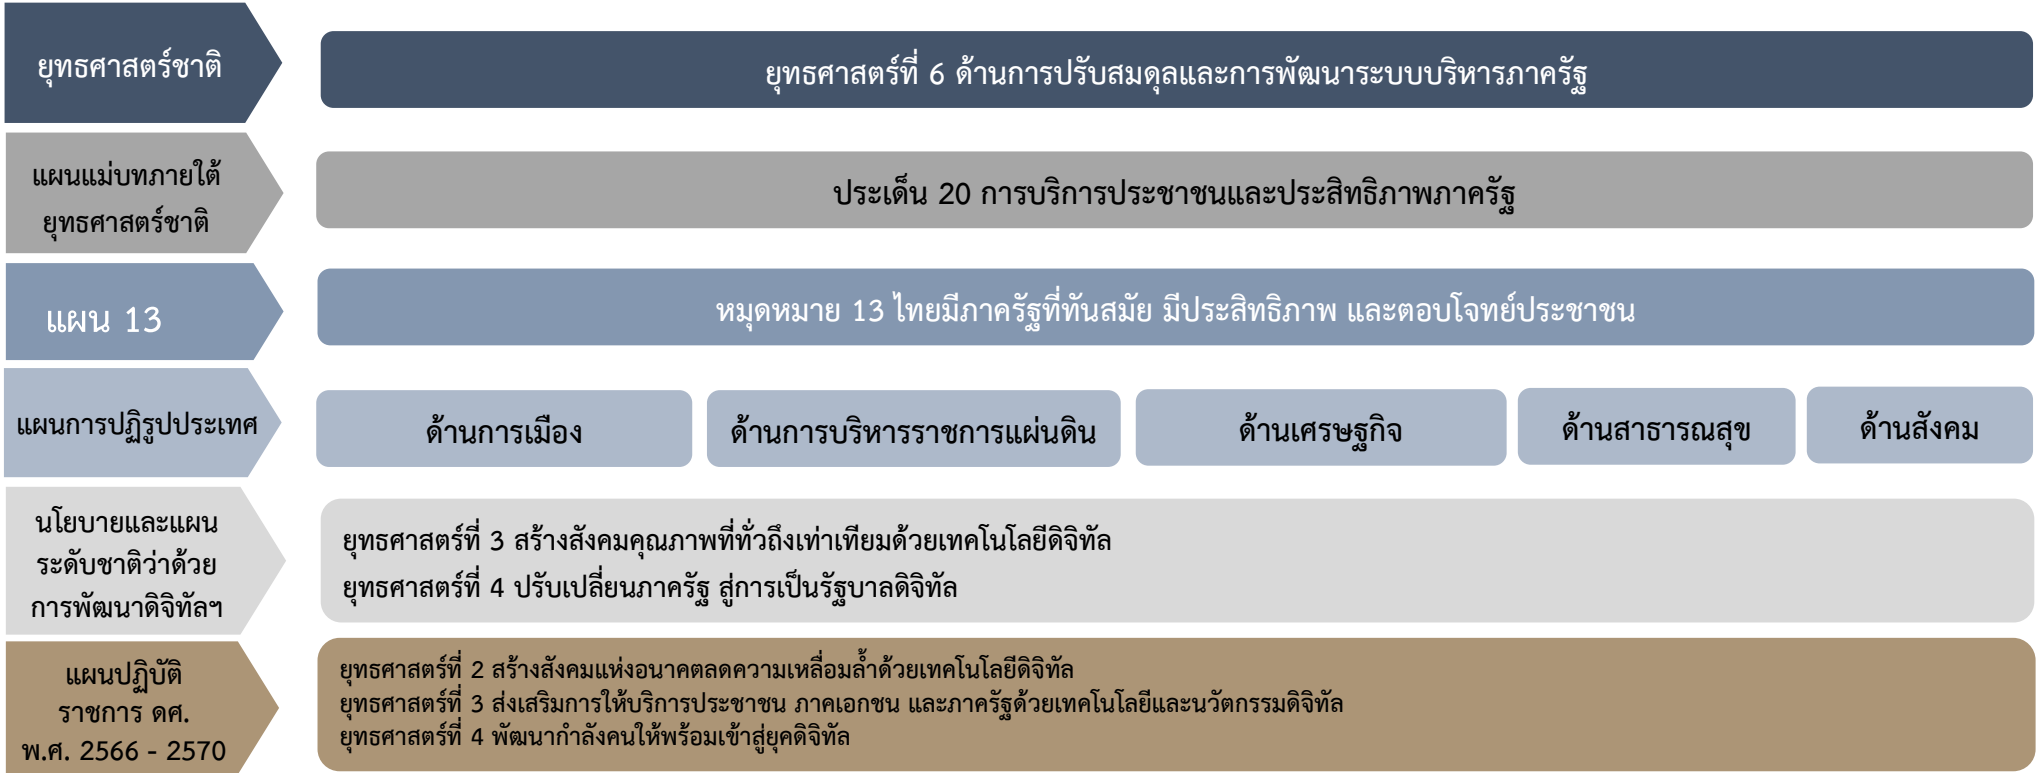 ยุทธศาสตร์ชาติ
ยุทธศาสตร์ที่ 6 ด้านการปรับสมดุลและการพัฒนาระบบบริหารภาครัฐ
แผนแม่บทภายใต้
ยุทธศาสตร์ชาติ
ประเด็น 20 การบริการประชาชนและประสิทธิภาพภาครัฐ
แผน 13
หมุดหมาย 13 ไทยมีภาครัฐที่ทันสมัย มีประสิทธิภาพ และตอบโจทย์ประชาชน
แผนการปฏิรูปประเทศ
ด้านการเมือง
ด้านการบริหารราชการแผ่นดิน
ด้านเศรษฐกิจ
ด้านสาธารณสุข
ด้านสังคม
นโยบายและแผน
ระดับชาติว่าด้วย
การพัฒนาดิจิทัลฯ
ยุทธศาสตร์ที่ 3 สร้างสังคมคุณภาพที่ทั่วถึงเท่าเทียมด้วยเทคโนโลยีดิจิทัล
ยุทธศาสตร์ที่ 4 ปรับเปลี่ยนภาครัฐ สู่การเป็นรัฐบาลดิจิทัล
แผนปฏิบัติ
ราชการ ดศ.
พ.ศ. 2566 - 2570
ยุทธศาสตร์ที่ 2 สร้างสังคมแห่งอนาคตลดความเหลื่อมล้ำด้วยเทคโนโลยีดิจิทัล
ยุทธศาสตร์ที่ 3 ส่งเสริมการให้บริการประชาชน ภาคเอกชน และภาครัฐด้วยเทคโนโลยีและนวัตกรรมดิจิทัล
ยุทธศาสตร์ที่ 4 พัฒนากำลังคนให้พร้อมเข้าสู่ยุคดิจิทัล